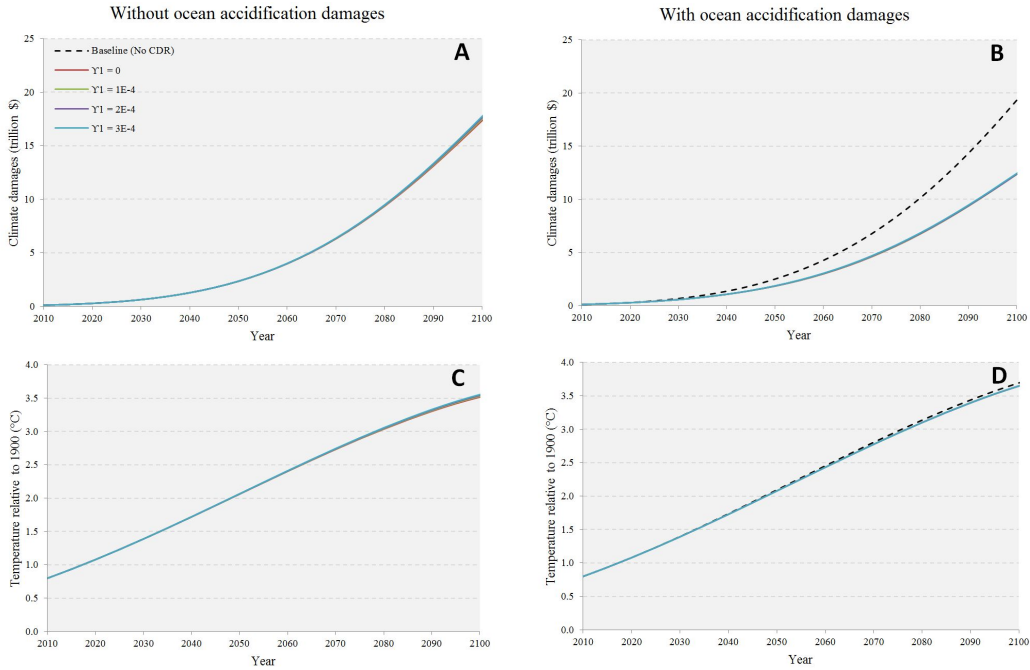 Without ocean accidification damages
With ocean accidification damages
25
20
15
10
5
0
Climate damages (trillion $)
Baseline (No CDR)
ϒ1 = 0
ϒ1 = 1E-4
ϒ1 = 2E-4
ϒ1 = 3E-4
A
2010 2020 2030 2040 2050 2060 2070 2080 2090 2100
Year
25
20
15
10
5
0
Climate damages (trillion $)
B
2010 2020 2030 2040 2050 2060 2070 2080 2090 2100
Year
4.0
3.5
3.0
2.5
2.0
1.5
1.0
0.5
0.0
Temperature relative to 1900 (°C)
C
2010 2020 2030 2040 2050 2060 2070 2080 2090 2100
Year
4.0
3.5
3.0
2.5
2.0
1.5
1.0
0.5
0.0
Temperature relative to 1900 (°C)
D
2010 2020 2030 2040 2050 2060 2070 2080 2090 2100
Year